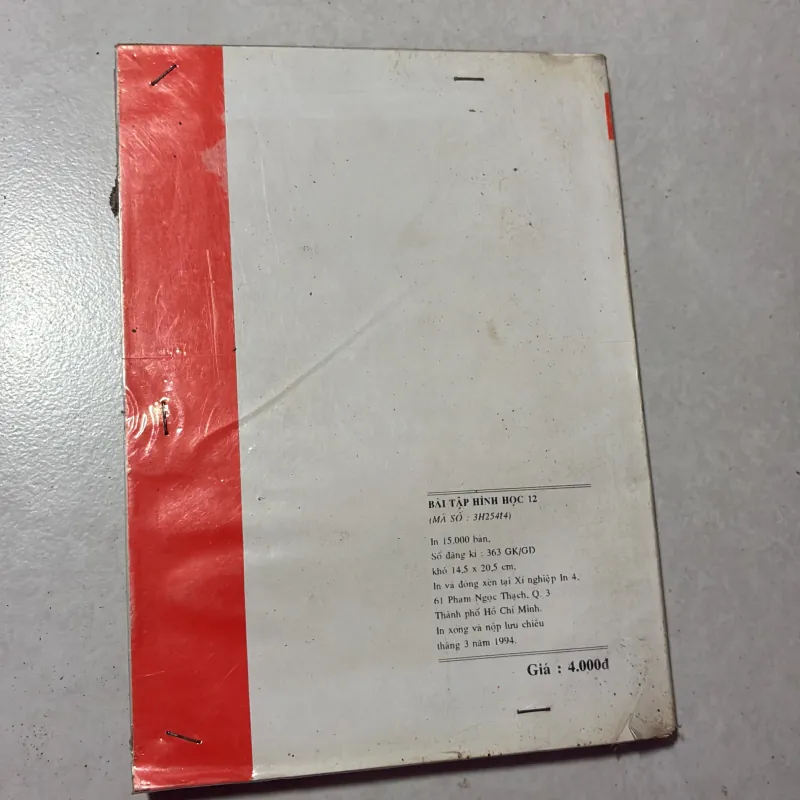 BÀI TẬP HÌNH HỌC 12
(MÃ SỐ : 3H25414)
In 15.000 bản,
Số đăng kí : 363 GK/GD
khổ 14,5 x 20,5 cm,
In và đóng xén tại Xí nghiệp In 4,
61 Phạm Ngọc Thạch, Q. 3
Thành phố Hồ Chí Minh.
In xong và nộp lưu chiểu
tháng 3 năm 1994.
Giá : 4.000đ